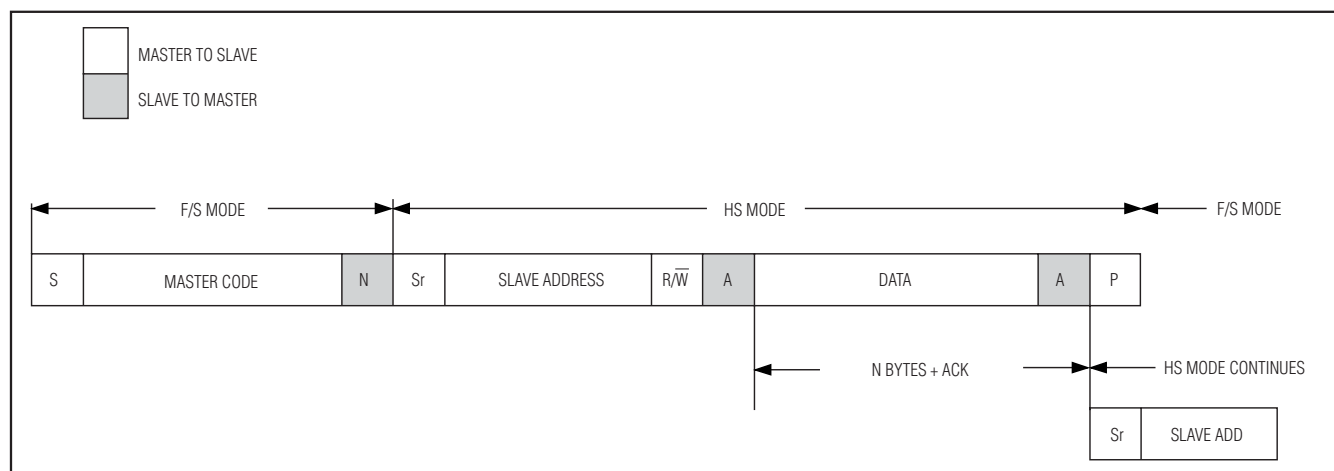 MASTER TO SLAVE
SLAVE TO MASTER
F/S MODE HS MODE F/S MODE
S MASTER CODE N Sr SLAVE ADDRESS R/W̅ A DATA A P
N BYTES + ACK HS MODE CONTINUES
Sr SLAVE ADD